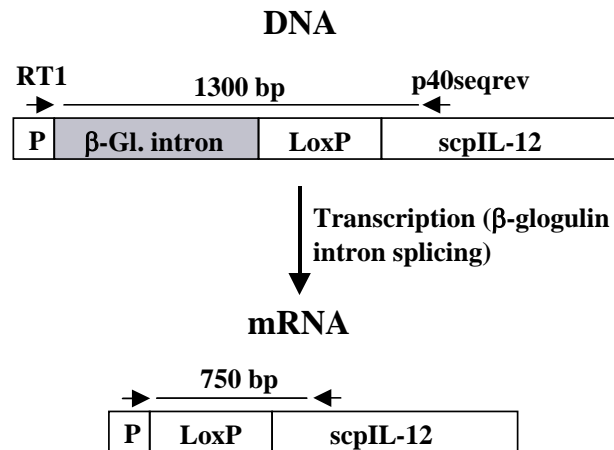 DNA
RT1
1300 bp
p40seqrev
P
β-Gl. intron
LoxP
scpIL-12
Transcription (β-glogulin
intron splicing)
mRNA
750 bp
P
LoxP
scpIL-12